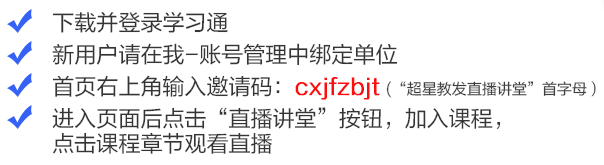 下载并登录学习通
新用户请在我-账号管理中绑定单位
首页右上角输入邀请码：cxjfzbjt（“超星教发直播讲堂”首字母）
进入页面后点击“直播讲堂”按钮，加入课程，
点击课程章节观看直播